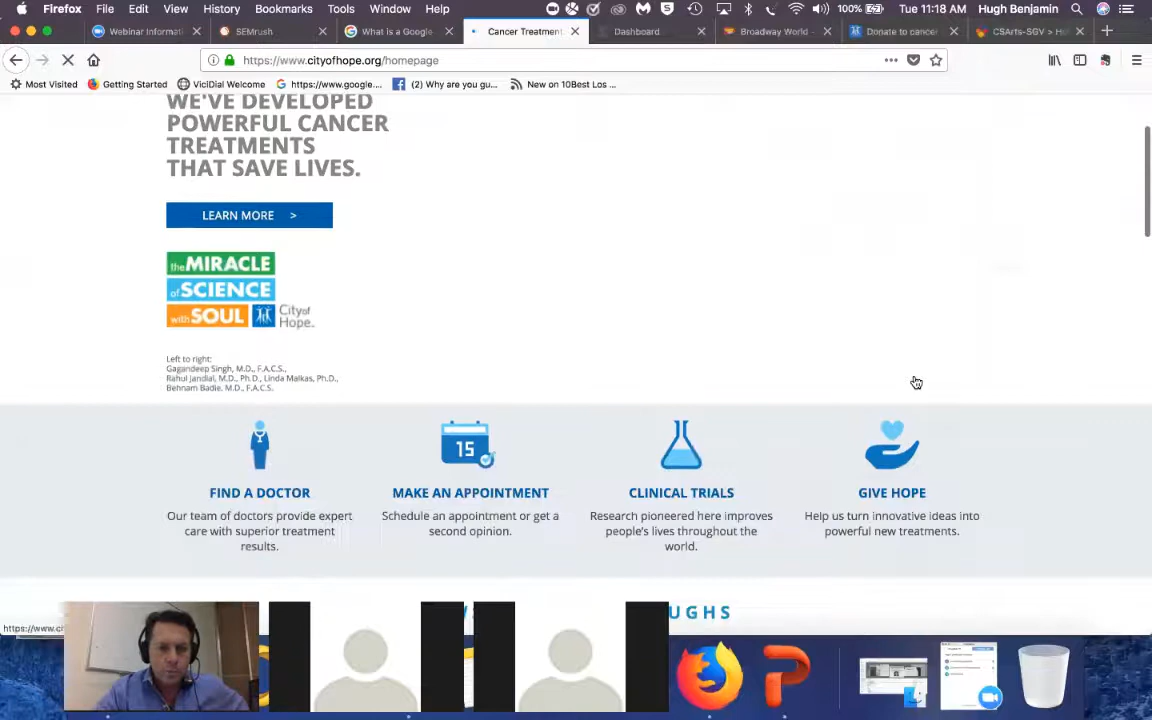 Firefox File Edit View History Bookmarks Tools Window Help 100% Tue 11:18 AM Hugh Benjamin
Webinar Informati SEMrush What is a Google Cancer Treatment Dashboard Broadway World - Donate to cancer CSArts-SGV > H
https://www.cityofhope.org/homepage
Most Visited Getting Started ViciDial Welcome https://www.google.... (2) Why are you gu... New on 10Best Los ...
WE'VE DEVELOPED
POWERFUL CANCER
TREATMENTS
THAT SAVE LIVES.
LEARN MORE >
the MIRACLE
of SCIENCE
with SOUL City of Hope.
Left to right:
Gagandeep Singh, M.D., F.A.C.S.,
Rahul Jandial, M.D., Ph.D., Linda Malkas, Ph.D.,
Behnam Badie, M.D., F.A.C.S.
15
FIND A DOCTOR
Our team of doctors provide expert
care with superior treatment
results.
MAKE AN APPOINTMENT
Schedule an appointment or get a
second opinion.
CLINICAL TRIALS
Research pioneered here improves
people's lives throughout the
world.
GIVE HOPE
Help us turn innovative ideas into
powerful new treatments.
UGHS
https://www.ci